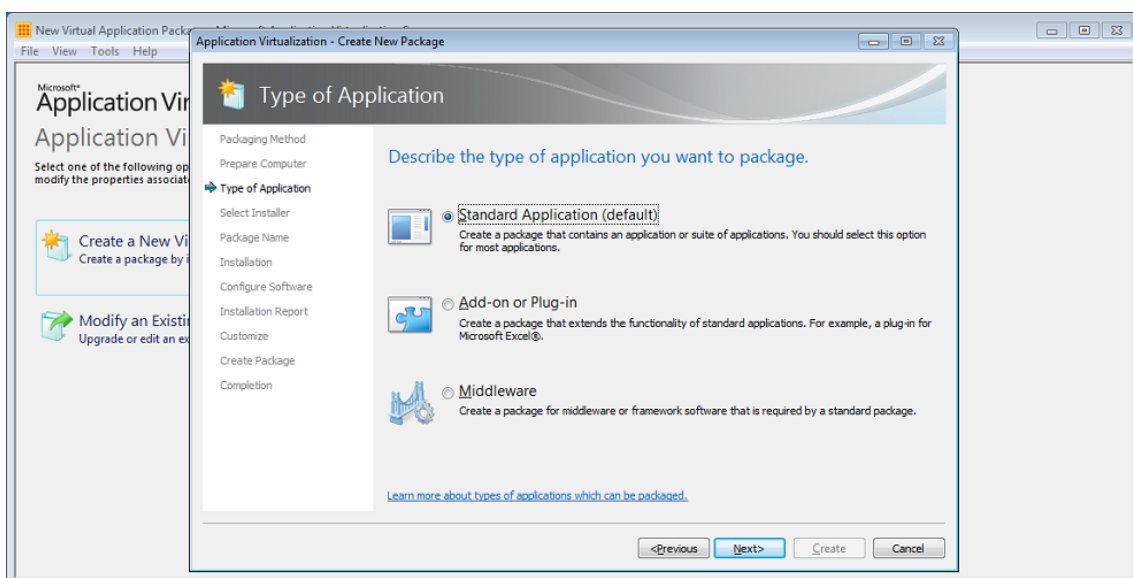 New Virtual Application
File View Tools Help
Microsoft®
Application Vir
Application Vi
Select one of the following op
modify the properties associat
Create a New Vi
Create a package by i
Modify an Existi
Upgrade or edit an ex
Application Virtualization - Create New Package
Type of Application
Packaging Method
Prepare Computer
Type of Application
Select Installer
Package Name
Installation
Configure Software
Installation Report
Customize
Create Package
Completion
Describe the type of application you want to package.
Standard Application (default)
Create a package that contains an application or suite of applications. You should select this option
for most applications.
Add-on or Plug-in
Create a package that extends the functionality of standard applications. For example, a plug-in for
Microsoft Excel®.
Middleware
Create a package for middleware or framework software that is required by a standard package.
Learn more about types of applications which can be packaged.
<Previous Next> Create Cancel